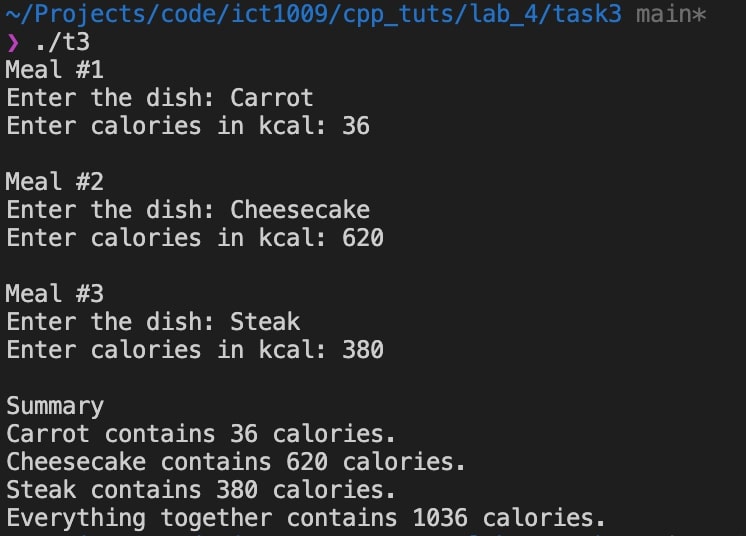 ~/Projects/code/ict1009/cpp_tuts/lab_4/task3 main*
❯ ./t3
Meal #1
Enter the dish: Carrot
Enter calories in kcal: 36
Meal #2
Enter the dish: Cheesecake
Enter calories in kcal: 620
Meal #3
Enter the dish: Steak
Enter calories in kcal: 380
Summary
Carrot contains 36 calories.
Cheesecake contains 620 calories.
Steak contains 380 calories.
Everything together contains 1036 calories.